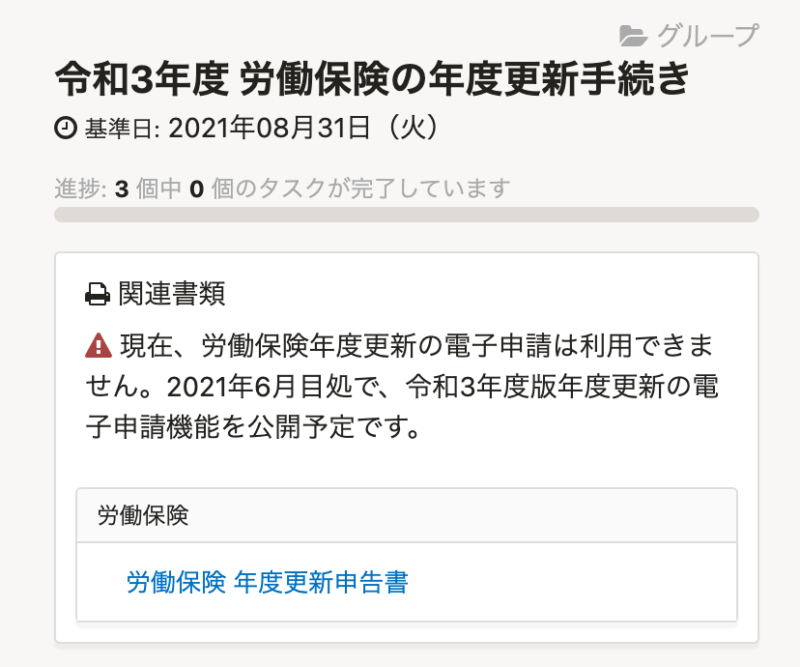 グループ
令和3年度 労働保険の年度更新手続き
基準日: 2021年08月31日（火）
進捗: 3 個中 0 個のタスクが完了しています
関連書類
現在、労働保険年度更新の電子申請は利用できま
せん。2021年6月目処で、令和3年度版年度更新の電
子申請機能を公開予定です。
労働保険
労働保険 年度更新申告書